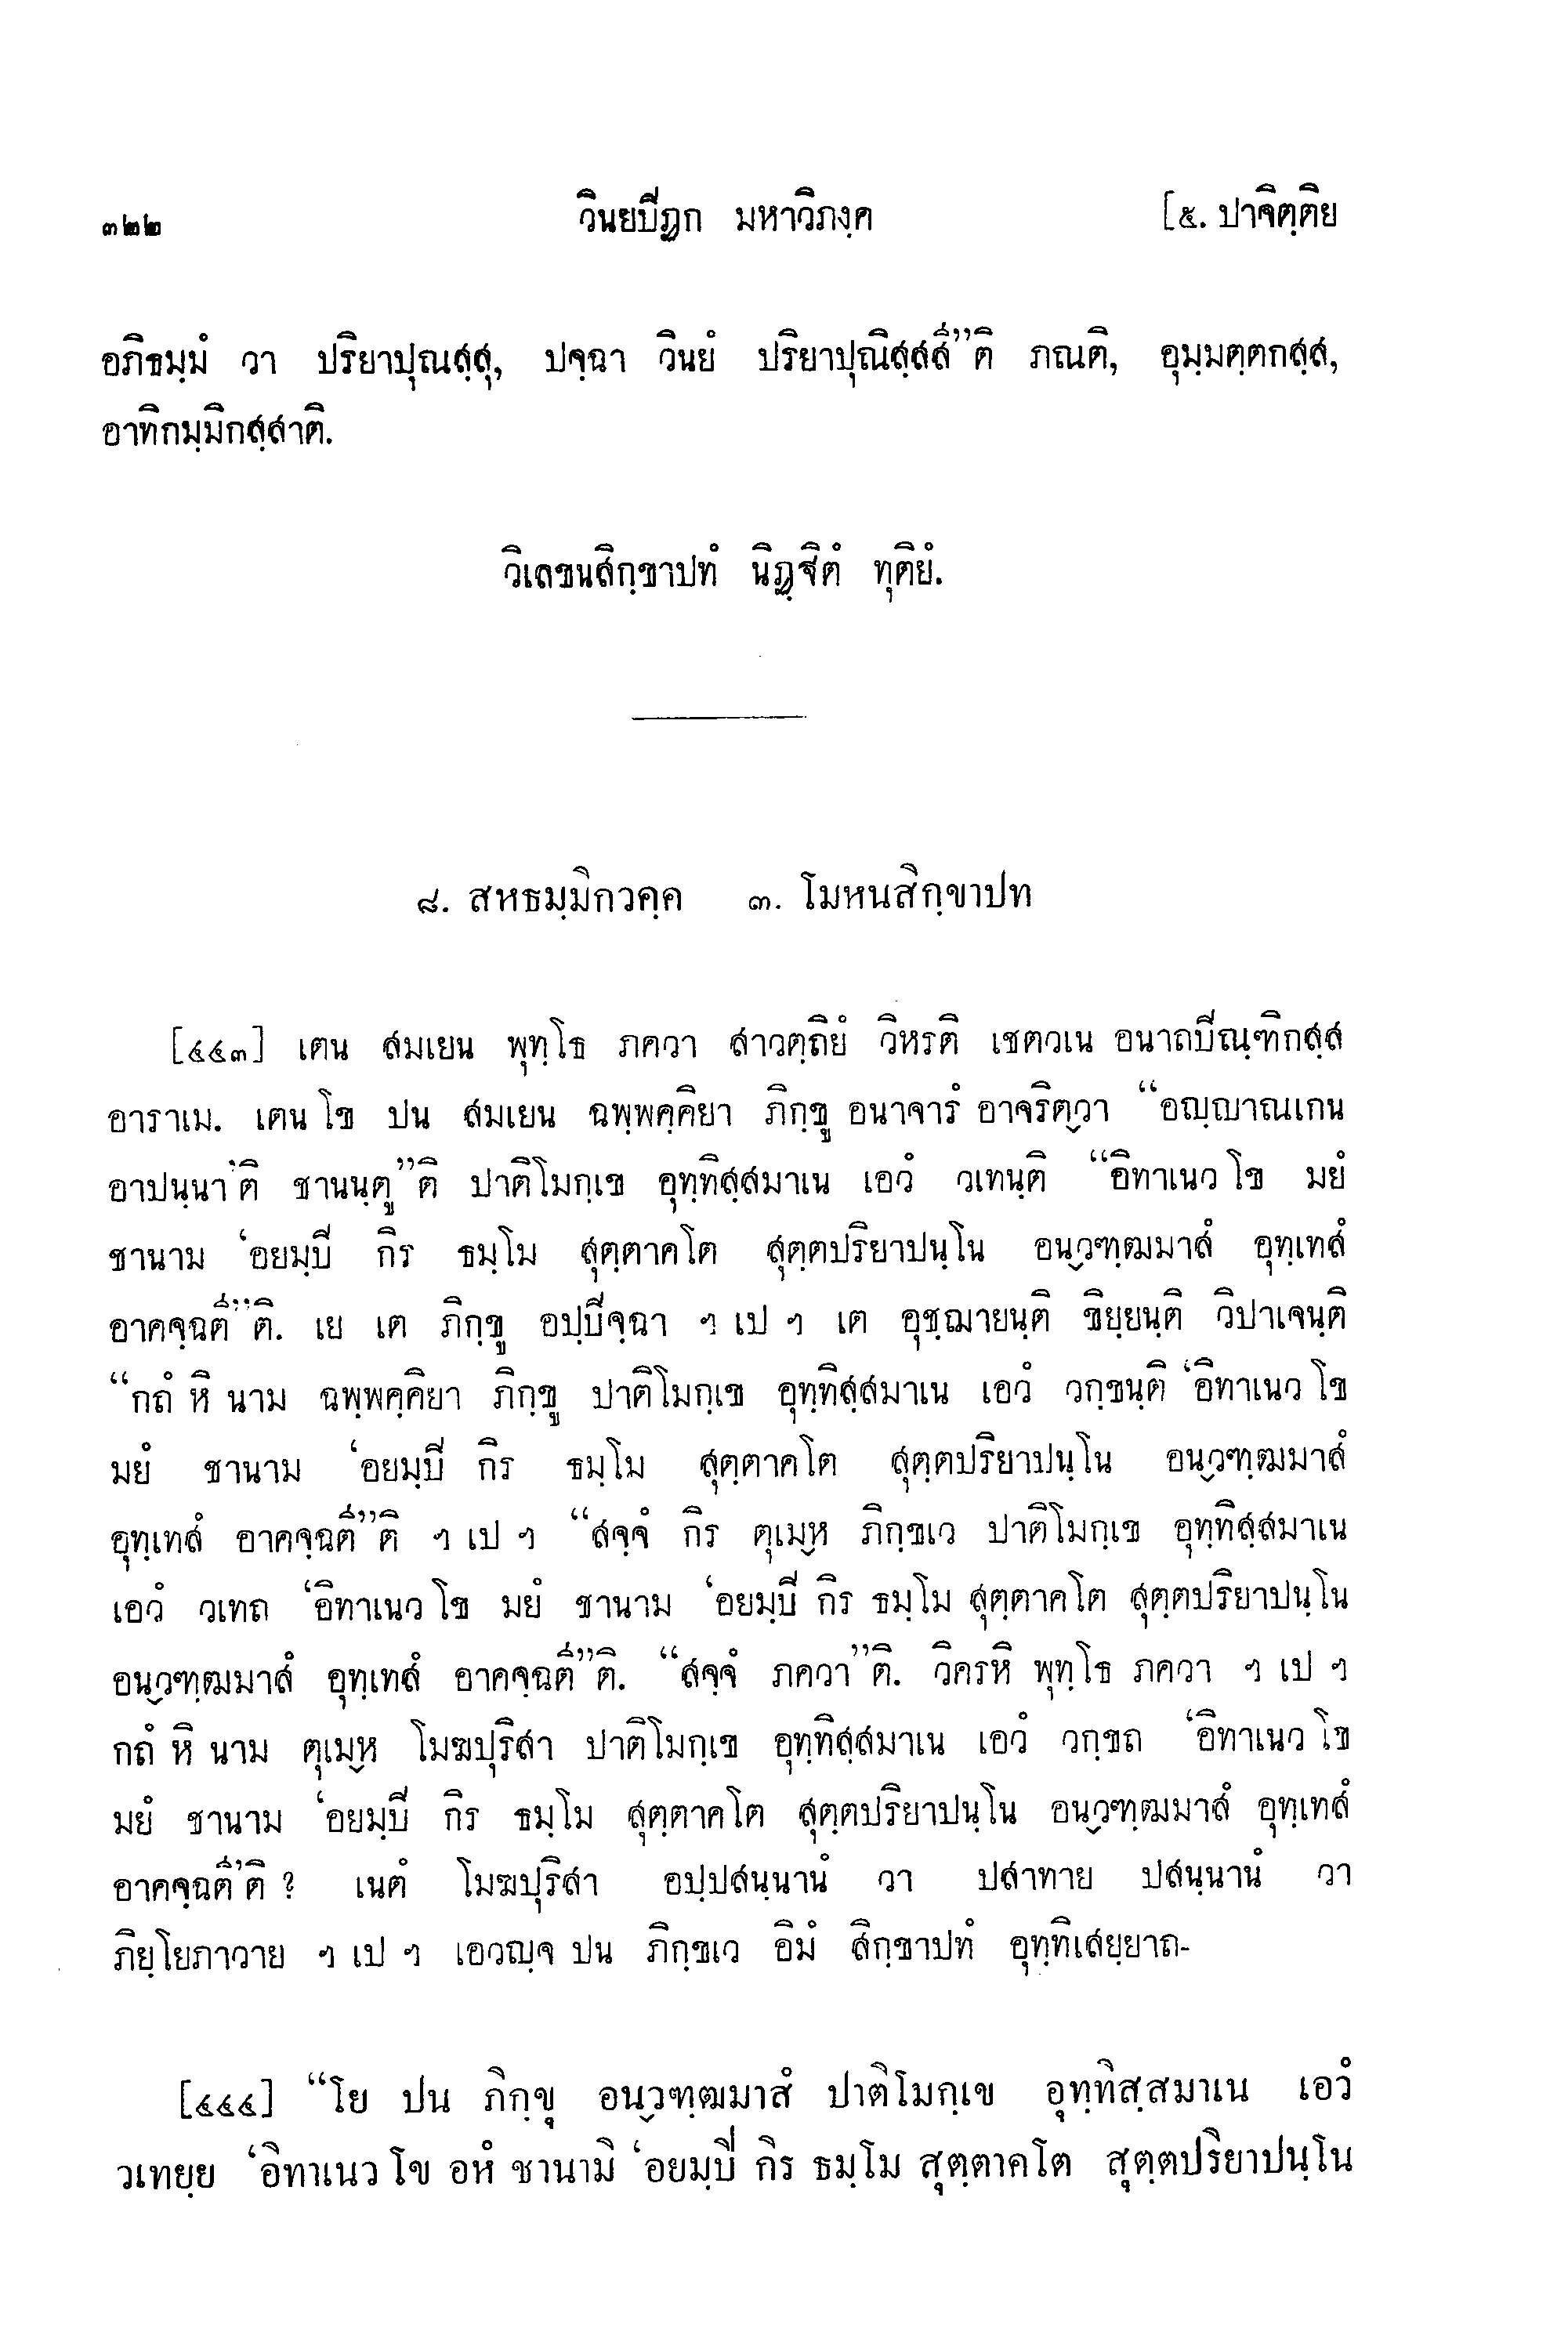 ๓๒๒ วินยปีฏก มหาวิภงฺค [๕. ปาจิตฺติย
อภิธมฺมํ วา ปริยาปุณสฺสุ, ปจฺฉา วินยํ ปริยาปุณิสฺสสี”ติ ภณติ, อุมฺมตฺตกสฺส,
อาทิกมฺมิกสฺสาติ.
วิเลขนสิกฺขาปทํ นิฏฺฐิตํ ทุติยํ.
๘. สหธมฺมิกวคฺค ๓. โมหนสิกฺขาปท
[๔๔๓] เตน สมเยน พุทฺโธ ภควา สาวตฺถิยํ วิหรติ เชตวเน อนาถปีณฺฑิกสฺส
อาราเม. เตน โข ปน สมเยน ฉพฺพคฺคิยา ภิกฺขู อนาจารํ อาจริตฺวา “อญฺญาณเกน
อาปนฺนา'ติ ชานนฺตู”ติ ปาติโมกฺเข อุทฺทิสฺสมาเน เอวํ วเทนฺติ “อิทาเนว โข มยํ
ชานาม ‘อยมฺปี กิร ธมฺโม สุตฺตาคโต สุตฺตปริยาปนฺโน อนฺวฑฺฒมาสํ อุทฺเทสํ
อาคจฺฉตี”ติ. เย เต ภิกฺขู อปฺปีจฺฉา ฯ เป ฯ เต อุชฺฌายนฺติ ขิยฺยนฺติ วิปาเจนฺติ
“กถํ หิ นาม ฉพฺพคฺคิยา ภิกฺขู ปาติโมกฺเข อุทฺทิสฺสมาเน เอวํ วกฺขนฺติ ‘อิทาเนว โข
มยํ ชานาม ‘อยมฺปี กิร ธมฺโม สุตฺตาคโต สุตฺตปริยาปนฺโน อนฺวฑฺฒมาสํ
อุทฺเทสํ อาคจฺฉตี”ติ ฯ เป ฯ “สจฺจํ กิร ตุเมฺห ภิกฺขเว ปาติโมกฺเข อุทฺทิสฺสมาเน
เอวํ วเทถ ‘อิทาเนว โข มยํ ชานาม ‘อยมฺปี กิร ธมฺโม สุตฺตาคโต สุตฺตปริยาปนฺโน
อนฺวฑฺฒมาสํ อุทฺเทสํ อาคจฺฉตี”ติ. “สจฺจํ ภควา”ติ. วิครหิ พุทฺโธ ภควา ฯ เป ฯ
กถํ หิ นาม ตุเมฺห โมฆปุริสา ปาติโมกฺเข อุทฺทิสฺสมาเน เอวํ วกฺขถ ‘อิทาเนว โข
มยํ ชานาม ‘อยมฺปี กิร ธมฺโม สุตฺตาคโต สุตฺตปริยาปนฺโน อนฺวฑฺฒมาสํ อุทฺเทสํ
อาคจฺฉตี’ติ ? เนตํ โมฆปุริสา อปฺปสนฺนานํ วา ปสาทาย ปสนฺนานํ วา
ภิยฺโยภาวาย ฯ เป ฯ เอวญฺจ ปน ภิกฺขเว อิมํ สิกฺขาปทํ อุทฺทิเสยฺยาถ-
[๔๔๔] “โย ปน ภิกฺขุ อนฺวฑฺฒมาสํ ปาติโมกฺเข อุทฺทิสฺสมาเน เอวํ
วเทยฺย ‘อิทาเนว โข อหํ ชานามิ ‘อยมฺปี กิร ธมฺโม สุตฺตาคโต สุตฺตปริยาปนฺโน